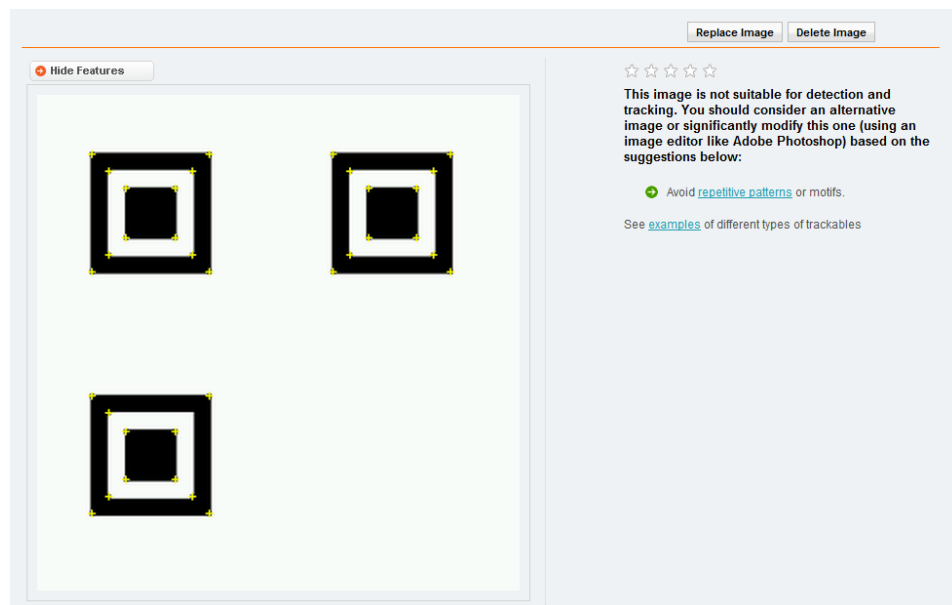 Replace Image Delete Image
Hide Features
This image is not suitable for detection and
tracking. You should consider an alternative
image or significantly modify this one (using an
image editor like Adobe Photoshop) based on the
suggestions below:
Avoid repetitive patterns or motifs.
See examples of different types of trackables